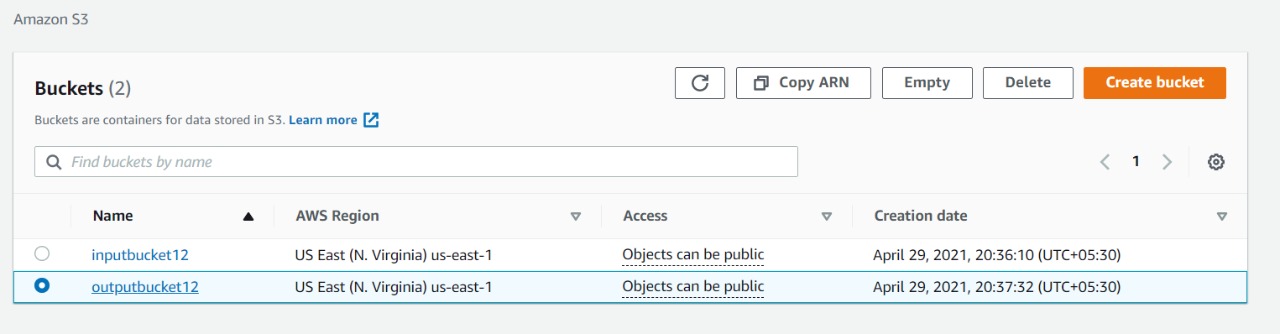 Amazon S3
Buckets (2)
Copy ARN
Empty
Delete
Create bucket
Buckets are containers for data stored in S3. Learn more
Find buckets by name
1
Name AWS Region Access Creation date
inputbucket12 US East (N. Virginia) us-east-1 Objects can be public April 29, 2021, 20:36:10 (UTC+05:30)
outputbucket12 US East (N. Virginia) us-east-1 Objects can be public April 29, 2021, 20:37:32 (UTC+05:30)